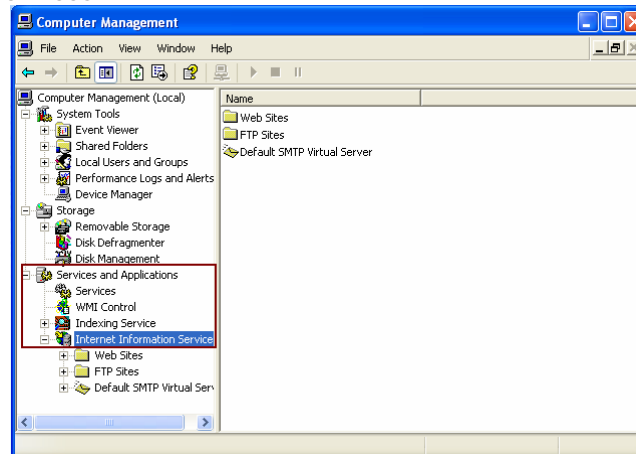 Computer Management
File Action View Window Help
Computer Management (Local)
System Tools
Event Viewer
Shared Folders
Local Users and Groups
Performance Logs and Alerts
Device Manager
Storage
Removable Storage
Disk Defragmenter
Disk Management
Services and Applications
Services
WMI Control
Indexing Service
Internet Information Service
Web Sites
FTP Sites
Default SMTP Virtual Serv
Name
Web Sites
FTP Sites
Default SMTP Virtual Server